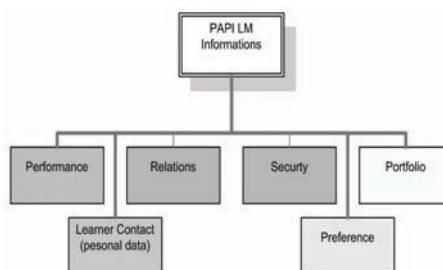 PAPI LM
Informations
Performance
Relations
Securty
Portfolio
Learner Contact
(pesonal data)
Preference